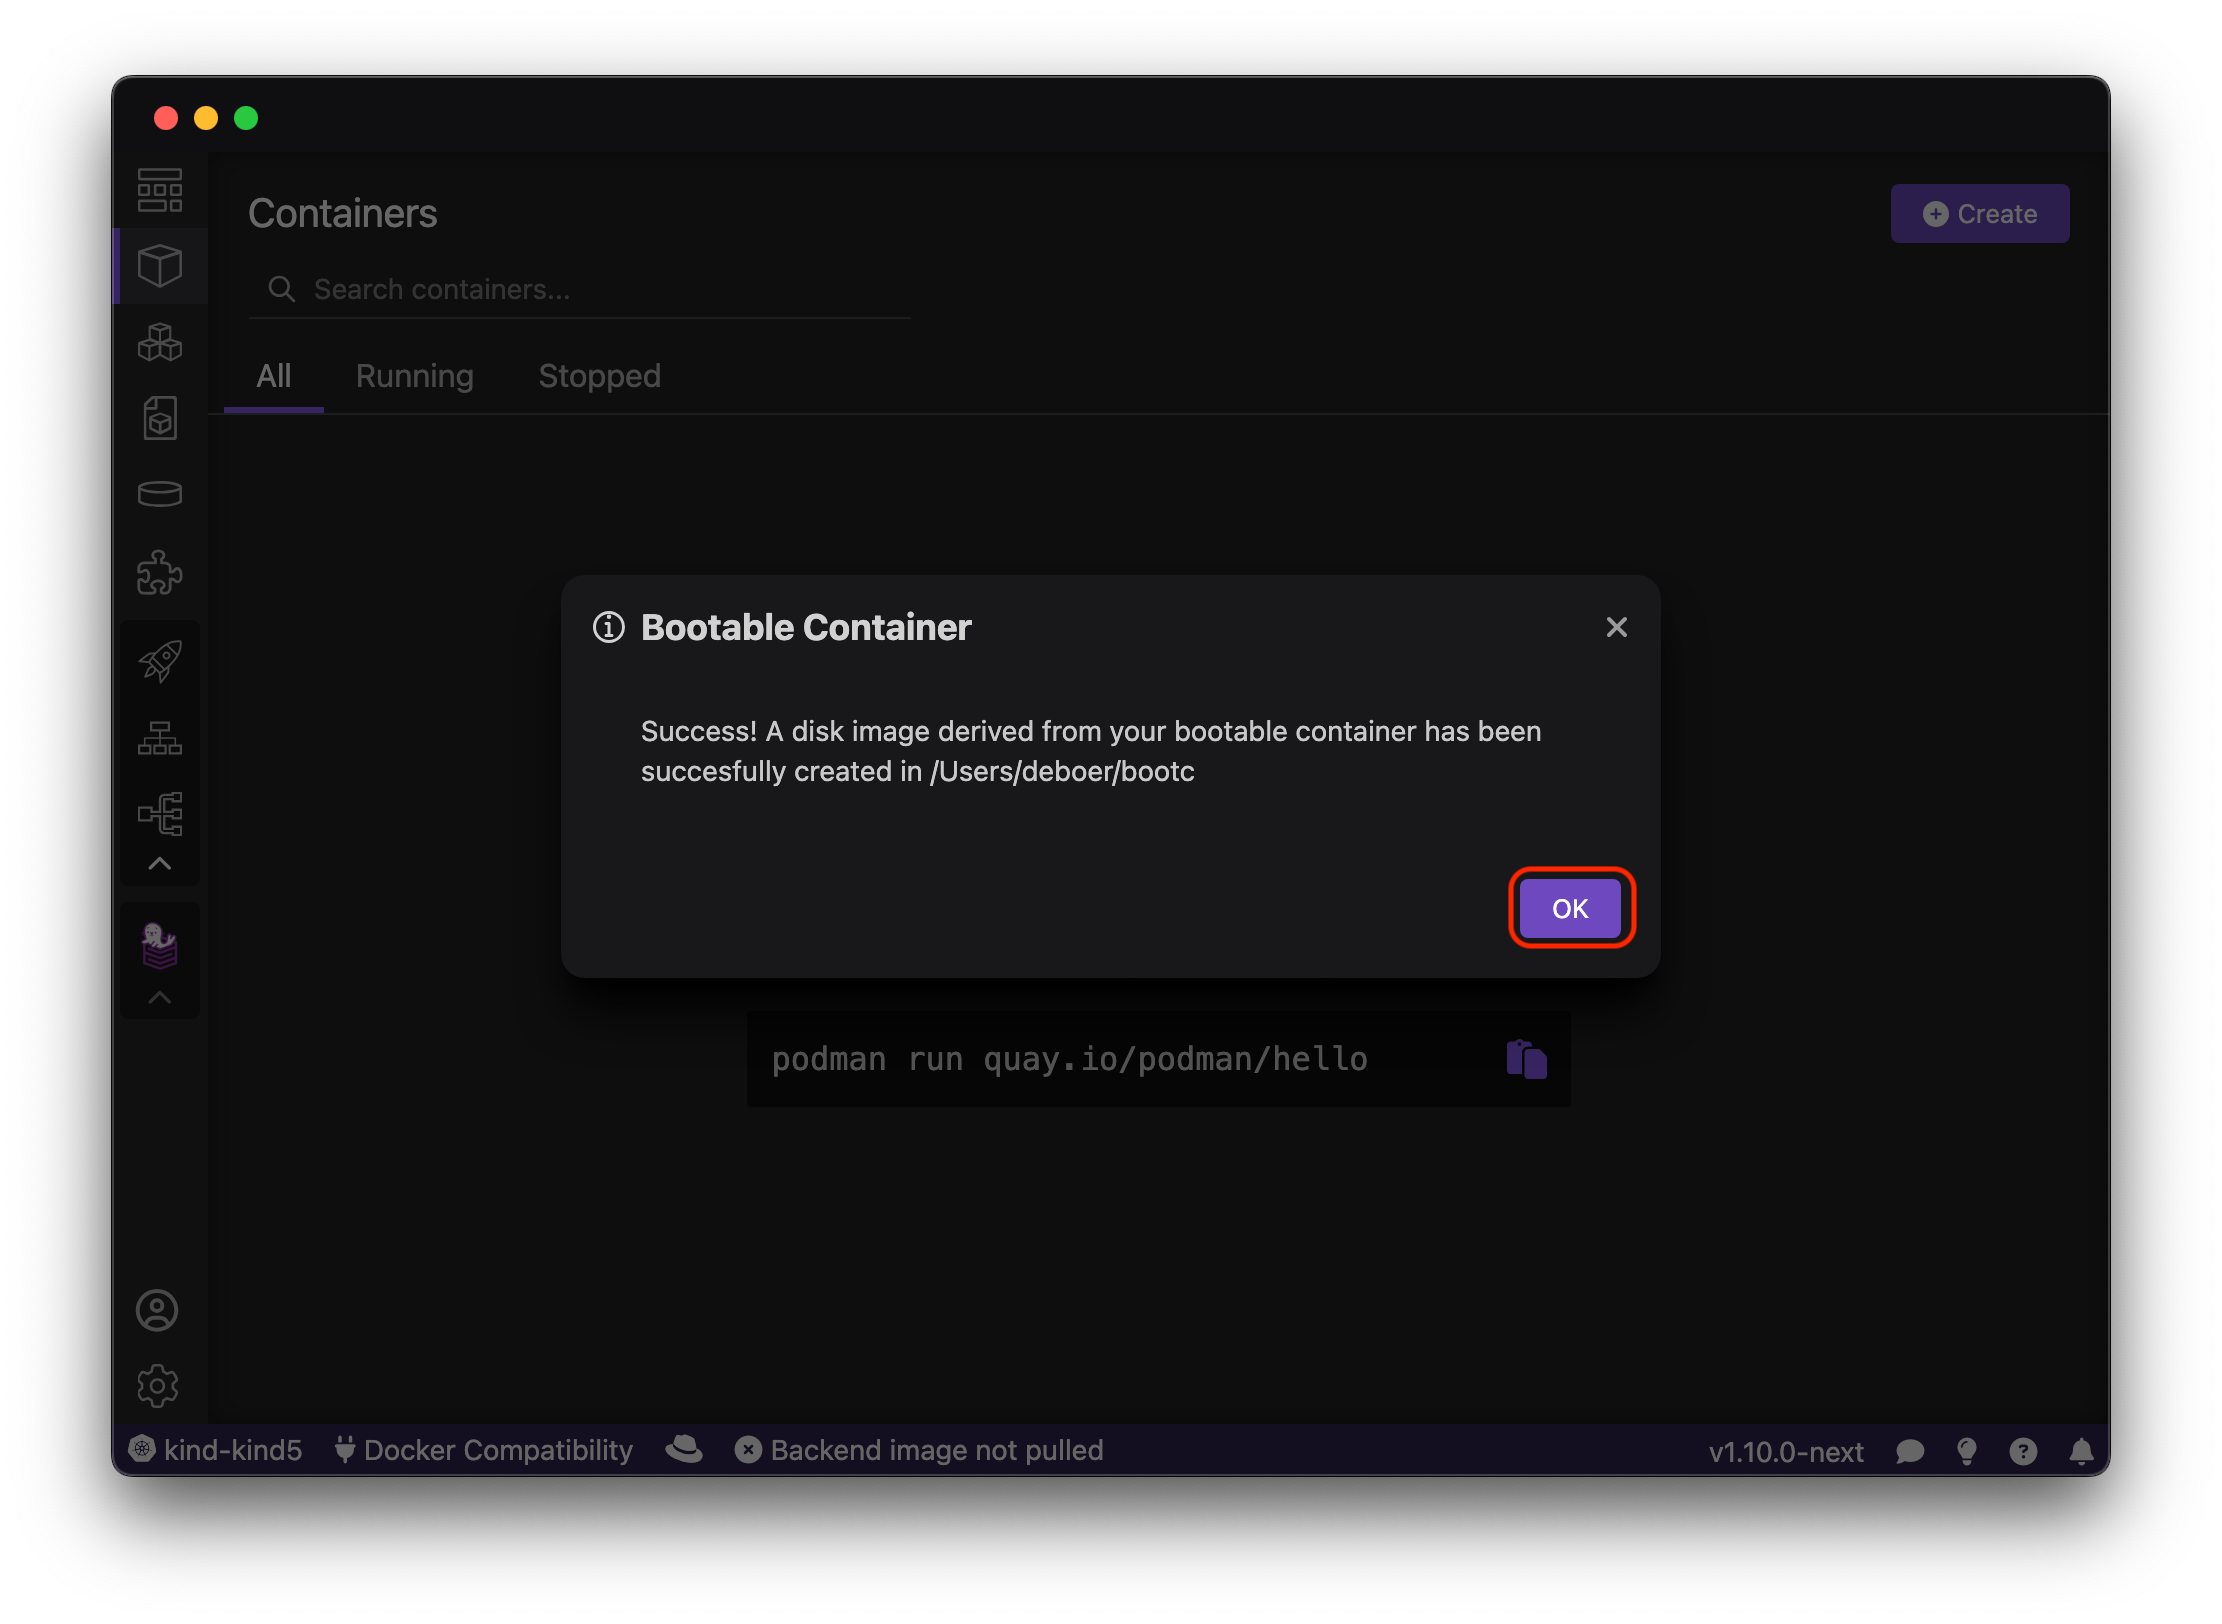 Containers
Create
Search containers...
All Running Stopped
Bootable Container
Success! A disk image derived from your bootable container has been
succesfully created in /Users/deboer/bootc
OK
podman run quay.io/podman/hello
kind-kind5 Docker Compatibility Backend image not pulled v1.10.0-next